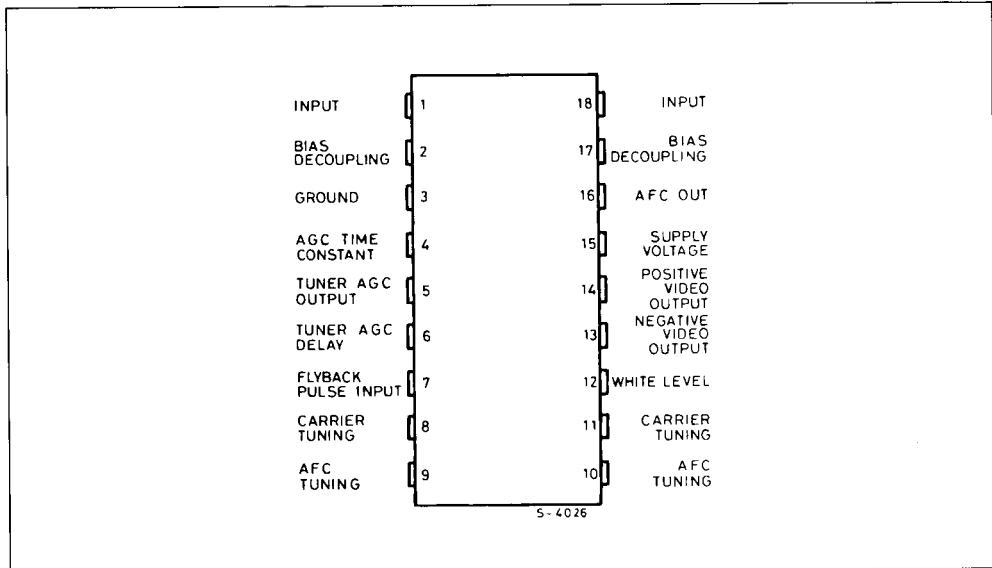 INPUT 1 18 INPUT
BIAS
DECOUPLING 2 17 BIAS
DECOUPLING
GROUND 3 16 AFC OUT
AGC TIME
CONSTANT 4 15 SUPPLY
VOLTAGE
TUNER AGC
OUTPUT 5 14 POSITIVE
VIDEO
OUTPUT
TUNER AGC
DELAY 6 13 NEGATIVE
VIDEO
OUTPUT
FLYBACK
PULSE INPUT 7 12 WHITE LEVEL
CARRIER
TUNING 8 11 CARRIER
TUNING
AFC
TUNING 9 10 AFC
TUNING
S-4026